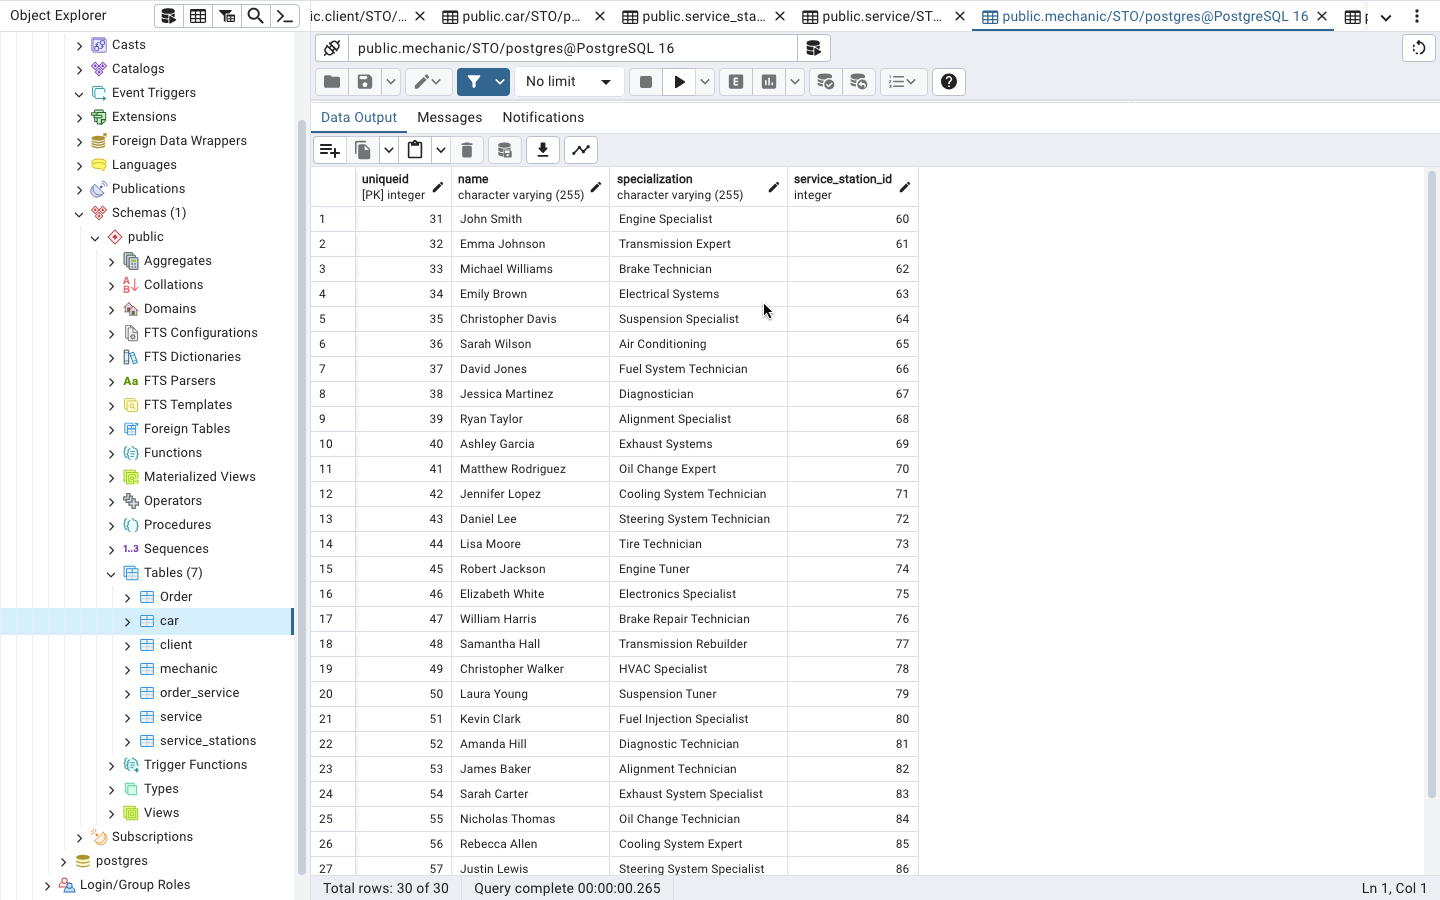 Object Explorer
ic.client/STO/...
public.car/STO/p...
public.service_sta...
public.service/ST...
public.mechanic/STO/postgres@PostgreSQL 16
public.mechanic/STO/postgres@PostgreSQL 16
No limit
E
Data Output
Messages
Notifications
Casts
Catalogs
Event Triggers
Extensions
Foreign Data Wrappers
Languages
Publications
Schemas (1)
public
Aggregates
Collations
Domains
FTS Configurations
FTS Dictionaries
Aa FTS Parsers
FTS Templates
Foreign Tables
Functions
Materialized Views
Operators
Procedures
1..3 Sequences
Tables (7)
Order
car
client
mechanic
order_service
service
service_stations
Trigger Functions
Types
Views
Subscriptions
postgres
Login/Group Roles
uniqueid [PK] integer
name character varying (255)
specialization character varying (255)
service_station_id integer
1 31 John Smith Engine Specialist 60
2 32 Emma Johnson Transmission Expert 61
3 33 Michael Williams Brake Technician 62
4 34 Emily Brown Electrical Systems 63
5 35 Christopher Davis Suspension Specialist 64
6 36 Sarah Wilson Air Conditioning 65
7 37 David Jones Fuel System Technician 66
8 38 Jessica Martinez Diagnostician 67
9 39 Ryan Taylor Alignment Specialist 68
10 40 Ashley Garcia Exhaust Systems 69
11 41 Matthew Rodriguez Oil Change Expert 70
12 42 Jennifer Lopez Cooling System Technician 71
13 43 Daniel Lee Steering System Technician 72
14 44 Lisa Moore Tire Technician 73
15 45 Robert Jackson Engine Tuner 74
16 46 Elizabeth White Electronics Specialist 75
17 47 William Harris Brake Repair Technician 76
18 48 Samantha Hall Transmission Rebuilder 77
19 49 Christopher Walker HVAC Specialist 78
20 50 Laura Young Suspension Tuner 79
21 51 Kevin Clark Fuel Injection Specialist 80
22 52 Amanda Hill Diagnostic Technician 81
23 53 James Baker Alignment Technician 82
24 54 Sarah Carter Exhaust System Specialist 83
25 55 Nicholas Thomas Oil Change Technician 84
26 56 Rebecca Allen Cooling System Expert 85
27 57 Justin Lewis Steering System Specialist 86
Total rows: 30 of 30
Query complete 00:00:00.265
Ln 1, Col 1